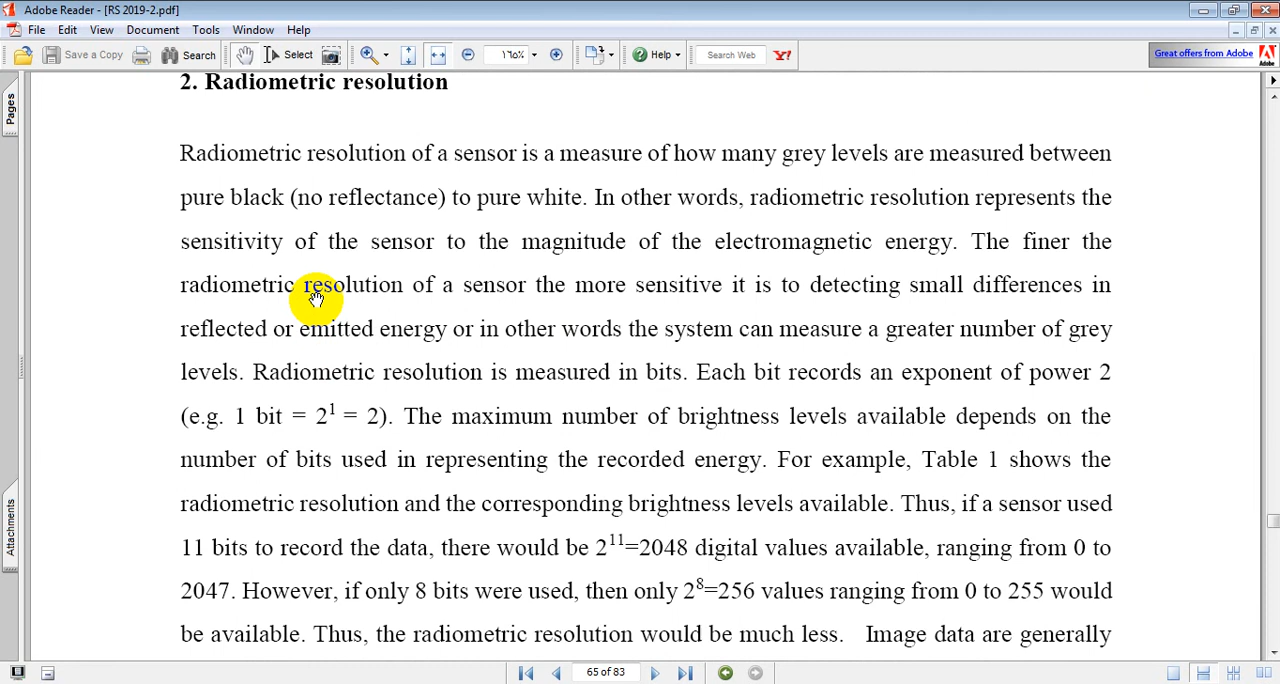 Adobe Reader - [RS 2019-2.pdf]
File Edit View Document Tools Window Help
Save a Copy Search Select ١٦٥% Help Search Web Y! Great offers from Adobe
Pages
Attachments
2. Radiometric resolution
Radiometric resolution of a sensor is a measure of how many grey levels are measured between
pure black (no reflectance) to pure white. In other words, radiometric resolution represents the
sensitivity of the sensor to the magnitude of the electromagnetic energy. The finer the
radiometric resolution of a sensor the more sensitive it is to detecting small differences in
reflected or emitted energy or in other words the system can measure a greater number of grey
levels. Radiometric resolution is measured in bits. Each bit records an exponent of power 2
(e.g. 1 bit = 2¹ = 2). The maximum number of brightness levels available depends on the
number of bits used in representing the recorded energy. For example, Table 1 shows the
radiometric resolution and the corresponding brightness levels available. Thus, if a sensor used
11 bits to record the data, there would be 2¹¹=2048 digital values available, ranging from 0 to
2047. However, if only 8 bits were used, then only 2⁸=256 values ranging from 0 to 255 would
be available. Thus, the radiometric resolution would be much less. Image data are generally
65 of 83